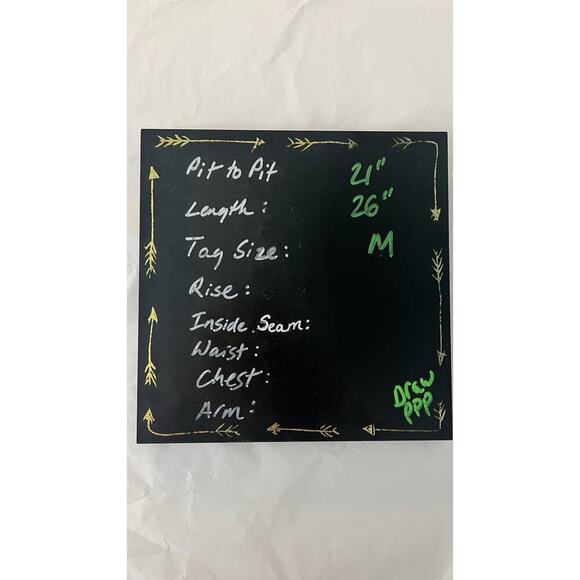 Pit to Pit 21"
Length: 26"
Tag Size: M
Rise:
Inside Seam:
Waist:
Chest:
Arm:
Drew
PPP